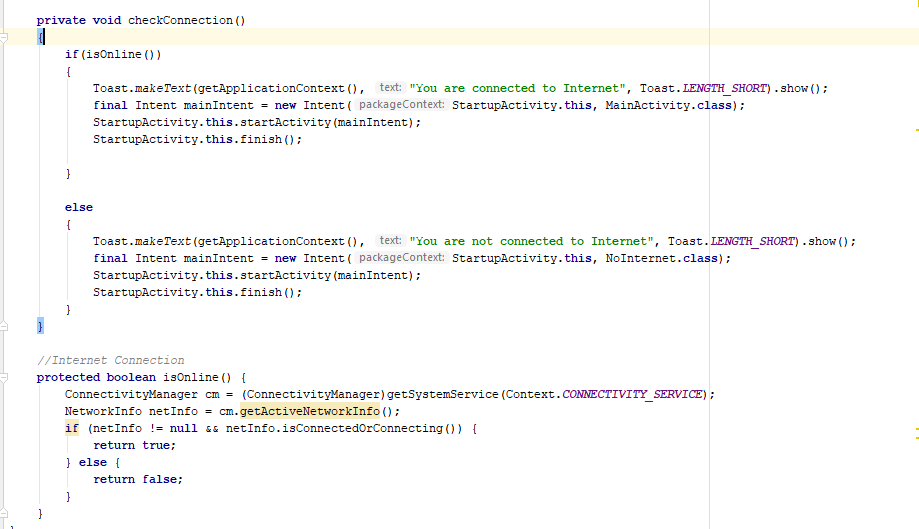 private void checkConnection()
{
if(isOnline())
{
Toast.makeText(getApplicationContext(), text: "You are connected to Internet", Toast.LENGTH_SHORT).show();
final Intent mainIntent = new Intent( packageContext: StartupActivity.this, MainActivity.class);
StartupActivity.this.startActivity(mainIntent);
StartupActivity.this.finish();
}
else
{
Toast.makeText(getApplicationContext(), text: "You are not connected to Internet", Toast.LENGTH_SHORT).show();
final Intent mainIntent = new Intent( packageContext: StartupActivity.this, NoInternet.class);
StartupActivity.this.startActivity(mainIntent);
StartupActivity.this.finish();
}
}
//Internet Connection
protected boolean isOnline() {
ConnectivityManager cm = (ConnectivityManager)getSystemService(Context.CONNECTIVITY_SERVICE);
NetworkInfo netInfo = cm.getActiveNetworkInfo();
if (netInfo != null && netInfo.isConnectedOrConnecting()) {
return true;
} else {
return false;
}
}